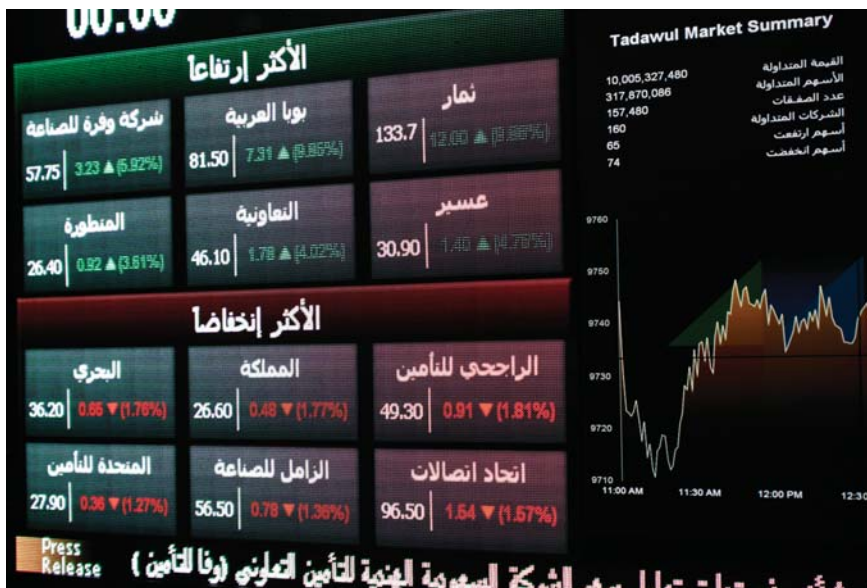 00:00
الأكثر إرتفاعاً
ثمار
133.7 12.00 ▲ (9.86%)
بوبا العربية
81.50 7.31 ▲ (9.85%)
شركة وفرة للصناعة
57.75 3.23 ▲ (5.92%)
عسير
30.90 1.40 ▲ (4.76%)
التعاونية
46.10 1.78 ▲ (4.02%)
المتطورة
26.40 0.92 ▲ (3.61%)
الأكثر إنخفاضاً
الراجحي للتأمين
49.30 0.91 ▼ (1.81%)
المملكة
26.60 0.48 ▼ (1.77%)
البحري
36.20 0.65 ▼ (1.76%)
اتحاد اتصالات
96.50 1.54 ▼ (1.57%)
الزامل للصناعة
56.50 0.78 ▼ (1.36%)
المتحدة للتأمين
27.90 0.36 ▼ (1.27%)
Tadawul Market Summary
القيمة المتداولة 10,005,327,480
الأسهم المتداولة 317,870,086
عدد الصفقات 157,480
الشركات المتداولة 160
أسهم ارتفعت 65
أسهم انخفضت 74
9760
9750
9740
9730
9720
9710
11:00 AM 11:30 AM 12:00 PM 12:30
Press
Release
الشركة السعودية الهندية للتأمين التعاوني (وفا للتأمين )